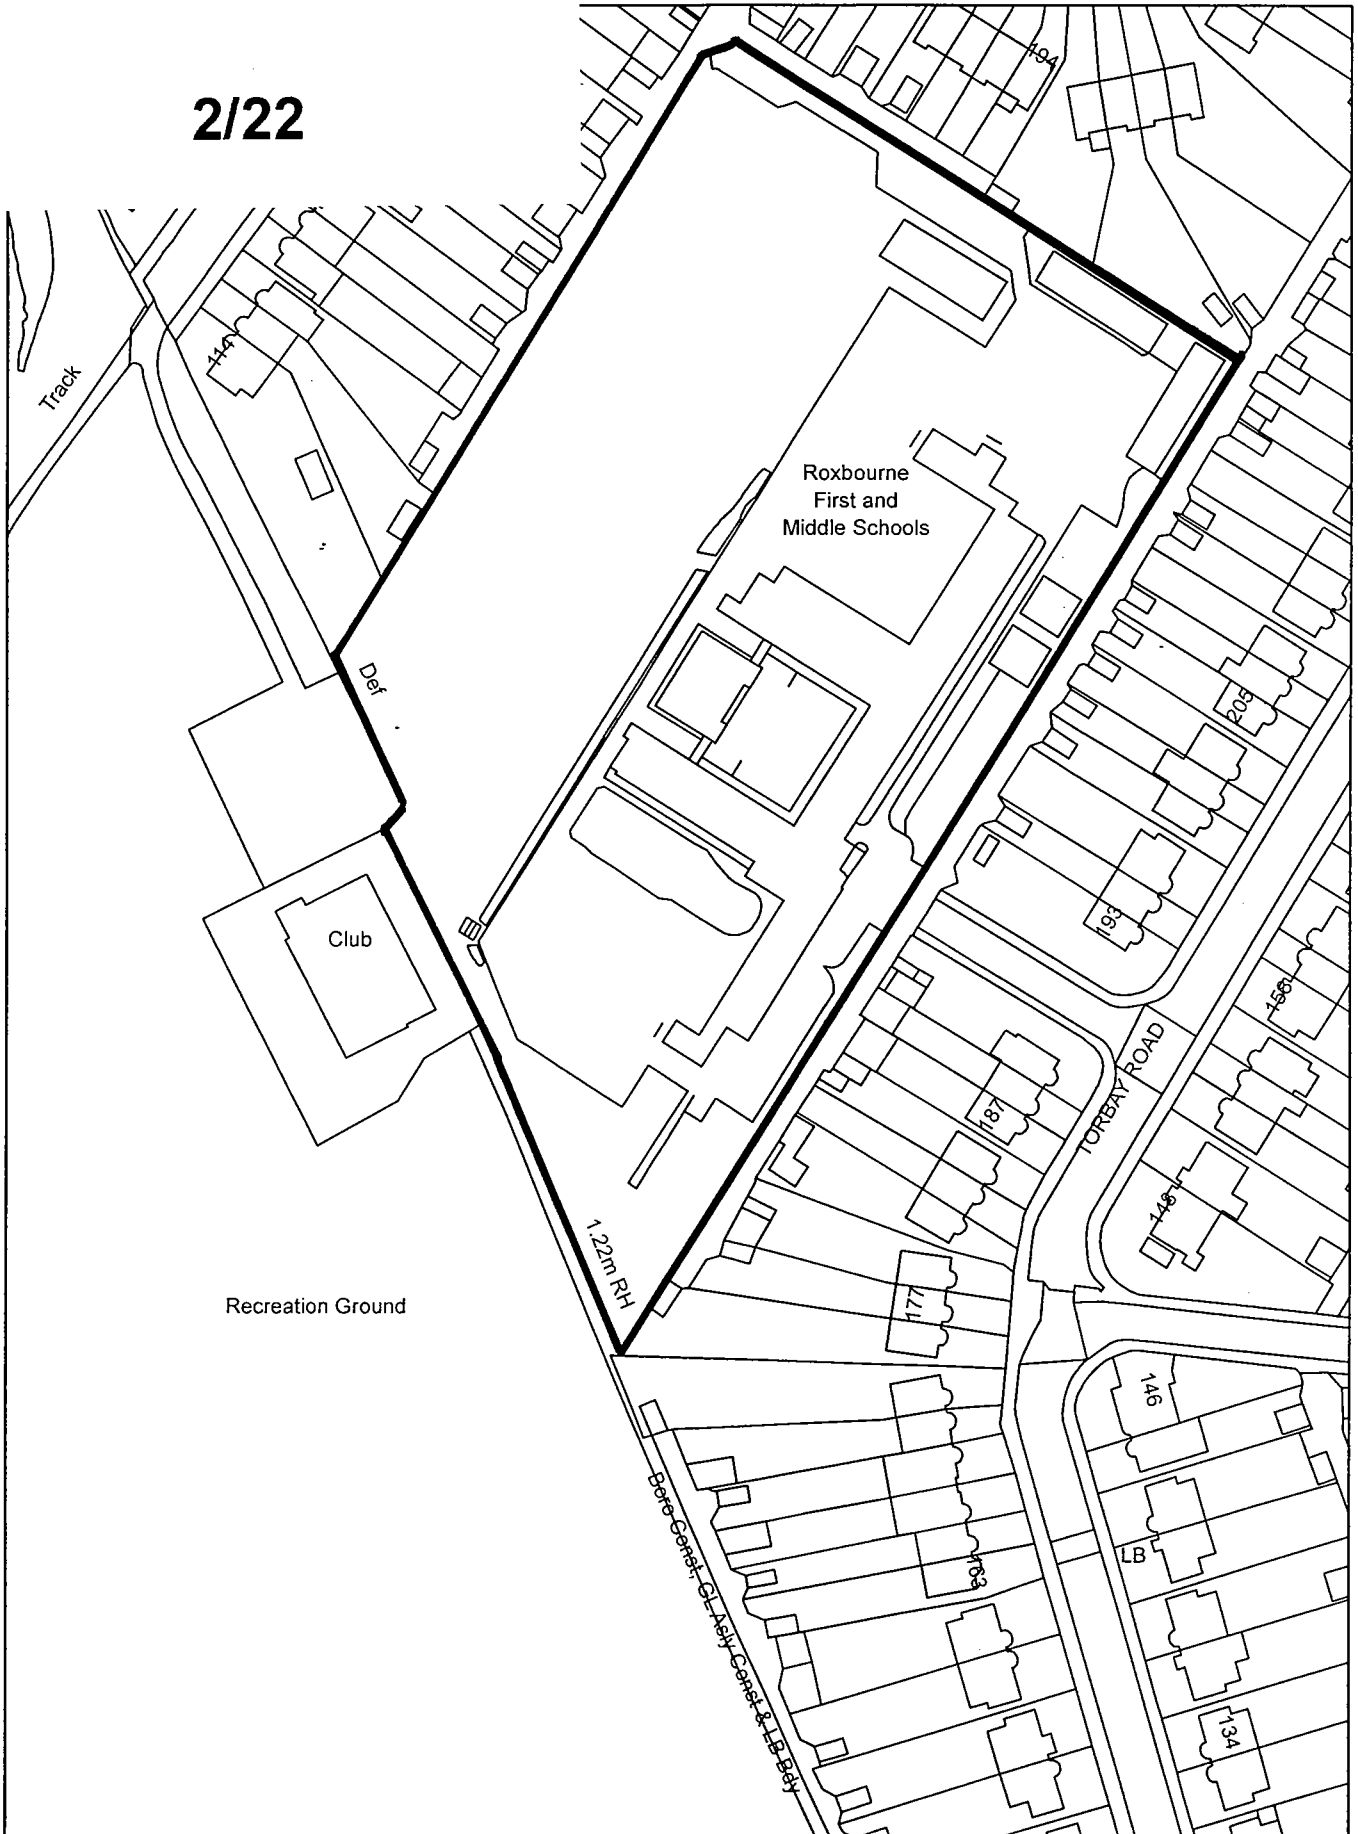 2/22
194
114
Track
Roxbourne
First and
Middle Schools
Def
205
193
Club
156
TORBAY ROAD
187
148
1.22m RH
177
Recreation Ground
146
Boro Const, GL Asly Const & LB Bdy
LB
163
134